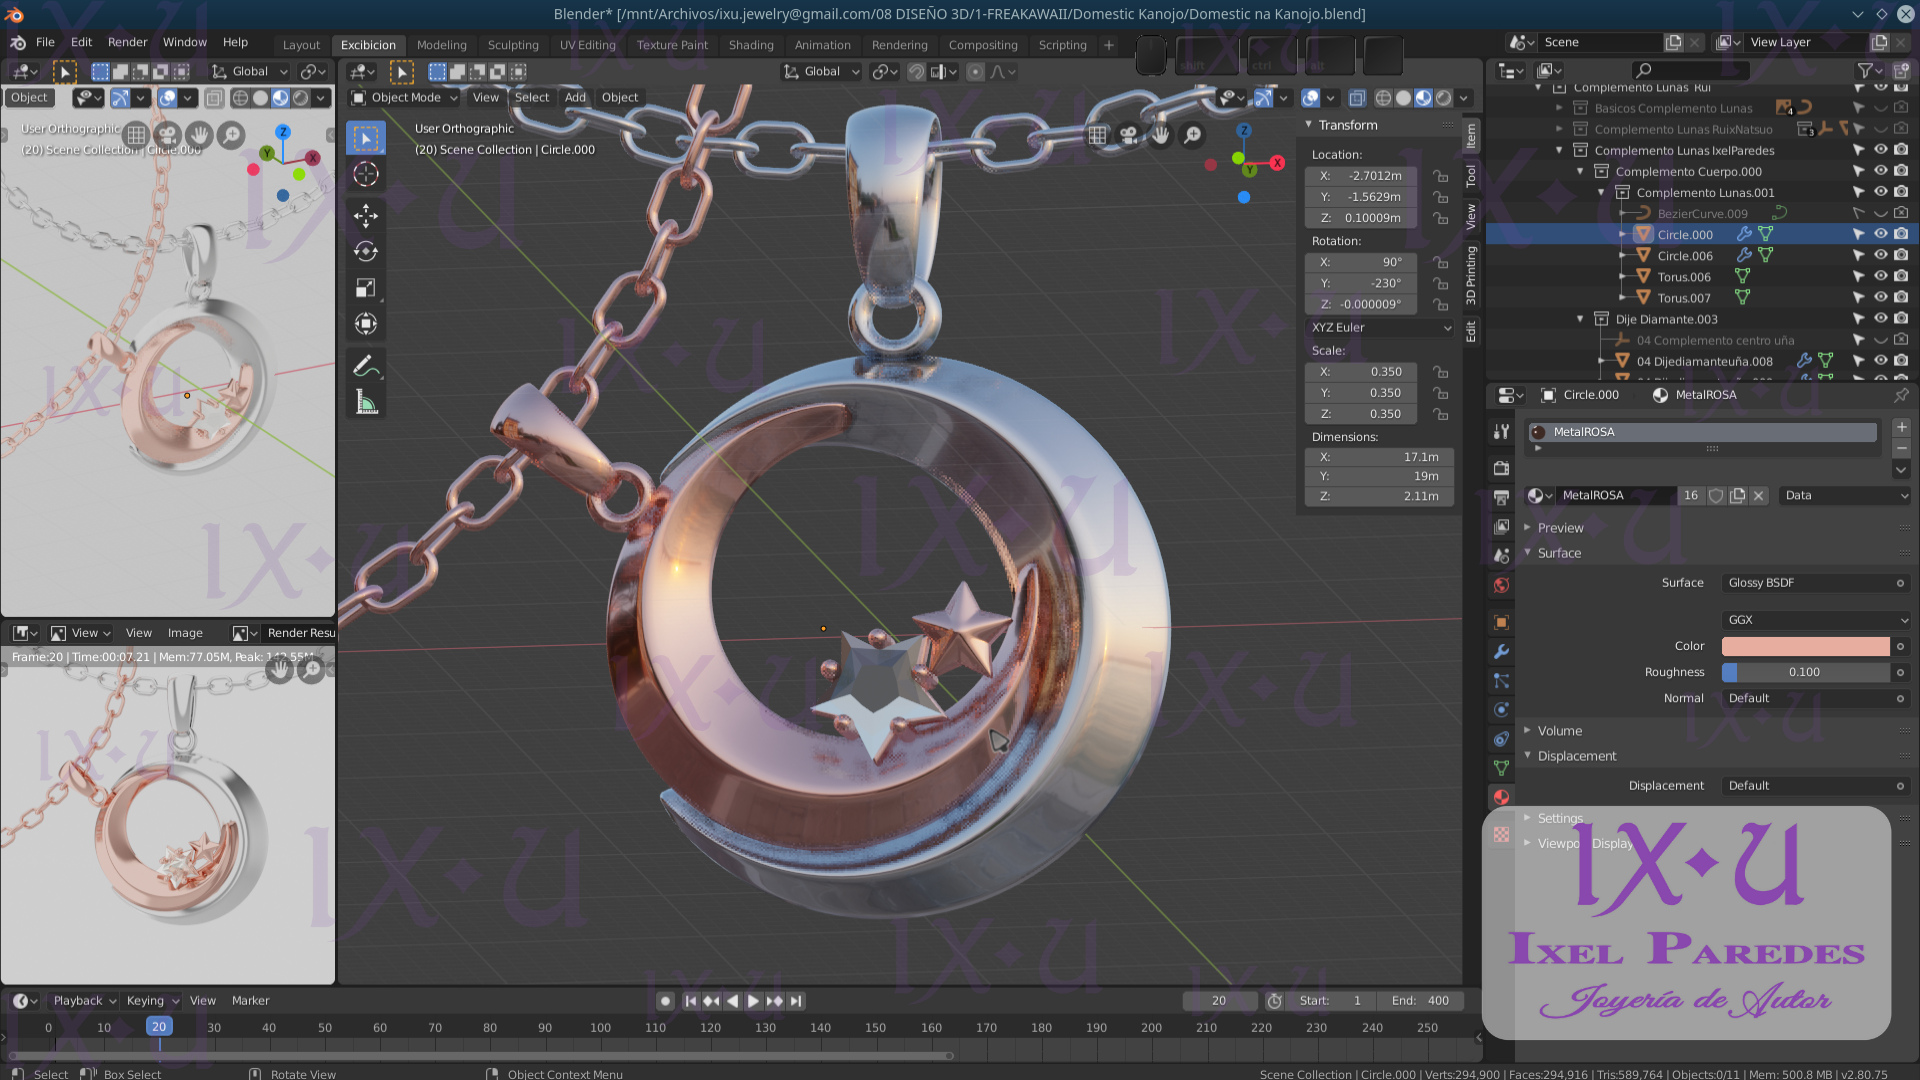 Blender* [/mnt/Archivos/ixu.jewelry@gmail.com/08 DISEÑO 3D/1-FREAKAWAII/Domestic Kanojo/Domestic na Kanojo.blend]
File Edit Render Window Help Layout Excibicion Modeling Sculpting UV Editing Texture Paint Shading Animation Rendering Compositing Scripting + Scene View Layer
Global Global
Object Object Mode View Select Add Object
User Orthographic
(20) Scene Collection | Circle.000
User Orthographic
(20) Scene Collection | Circle.000
Transform
Location:
X: -2.7012m
Y: -1.5629m
Z: 0.10009m
Rotation:
X: 90°
Y: -230°
Z: -0.000009°
XYZ Euler
Scale:
X: 0.350
Y: 0.350
Z: 0.350
Dimensions:
X: 17.1m
Y: 19m
Z: 2.11m
Item
Tool
View
3D Printing
Edit
Complemento Lunas Rui
Basicos Complemento Lunas 4
Complemento Lunas RuixNatsuo 3
Complemento Lunas IxelParedes
Complemento Cuerpo.000
Complemento Lunas.001
BezierCurve.009
Circle.000
Circle.006
Torus.006
Torus.007
Dije Diamante.003
04 Complemento centro uña
04 Dijediamanteuña.008
Circle.000 MetalROSA
MetalROSA
MetalROSA 16 Data
Preview
Surface
Surface Glossy BSDF
GGX
Color
Roughness 0.100
Normal Default
Volume
Displacement
Displacement Default
Settings
Viewport Display
View View Image Render Resu
Frame:20 | Time:00:07.21 | Mem:77.05M, Peak: 142.55M
IX◆U
IXEL PAREDES
Joyería de Autor
Playback Keying View Marker 20 Start: 1 End: 400
0 10 20 30 40 50 60 70 80 90 100 110 120 130 140 150 160 170 180 190 200 210 220 230 240 250
Select Box Select Rotate View Object Context Menu Scene Collection | Circle.000 | Verts:294,900 | Faces:294,916 | Tris:589,764 | Objects:0/11 | Mem: 500.8 MB | v2.80.75